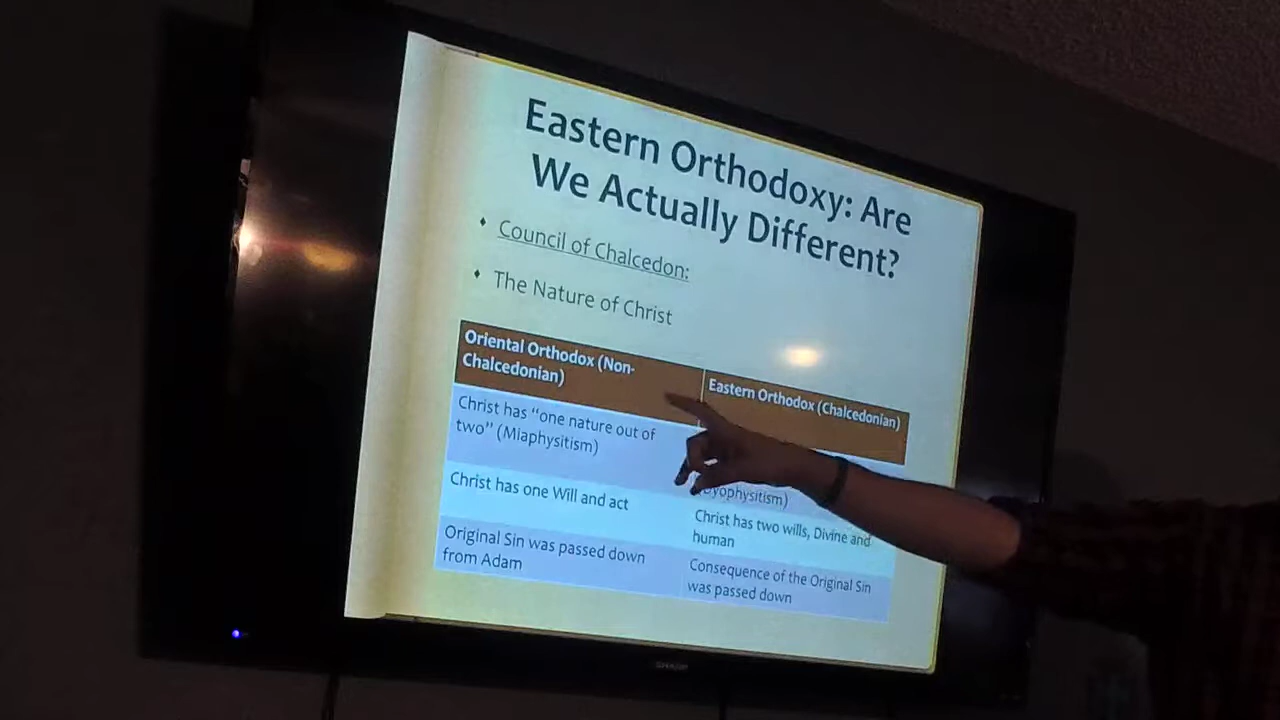 Eastern Orthodoxy: Are
We Actually Different?
Council of Chalcedon:
The Nature of Christ
Oriental Orthodox (Non-
Chalcedonian)
Eastern Orthodox (Chalcedonian)
Christ has "one nature out of
two" (Miaphysitism)
Christ has one Will and act
Christ has two wills, Divine and
human
Original Sin was passed down
from Adam
Consequence of the Original Sin
was passed down
SHARP